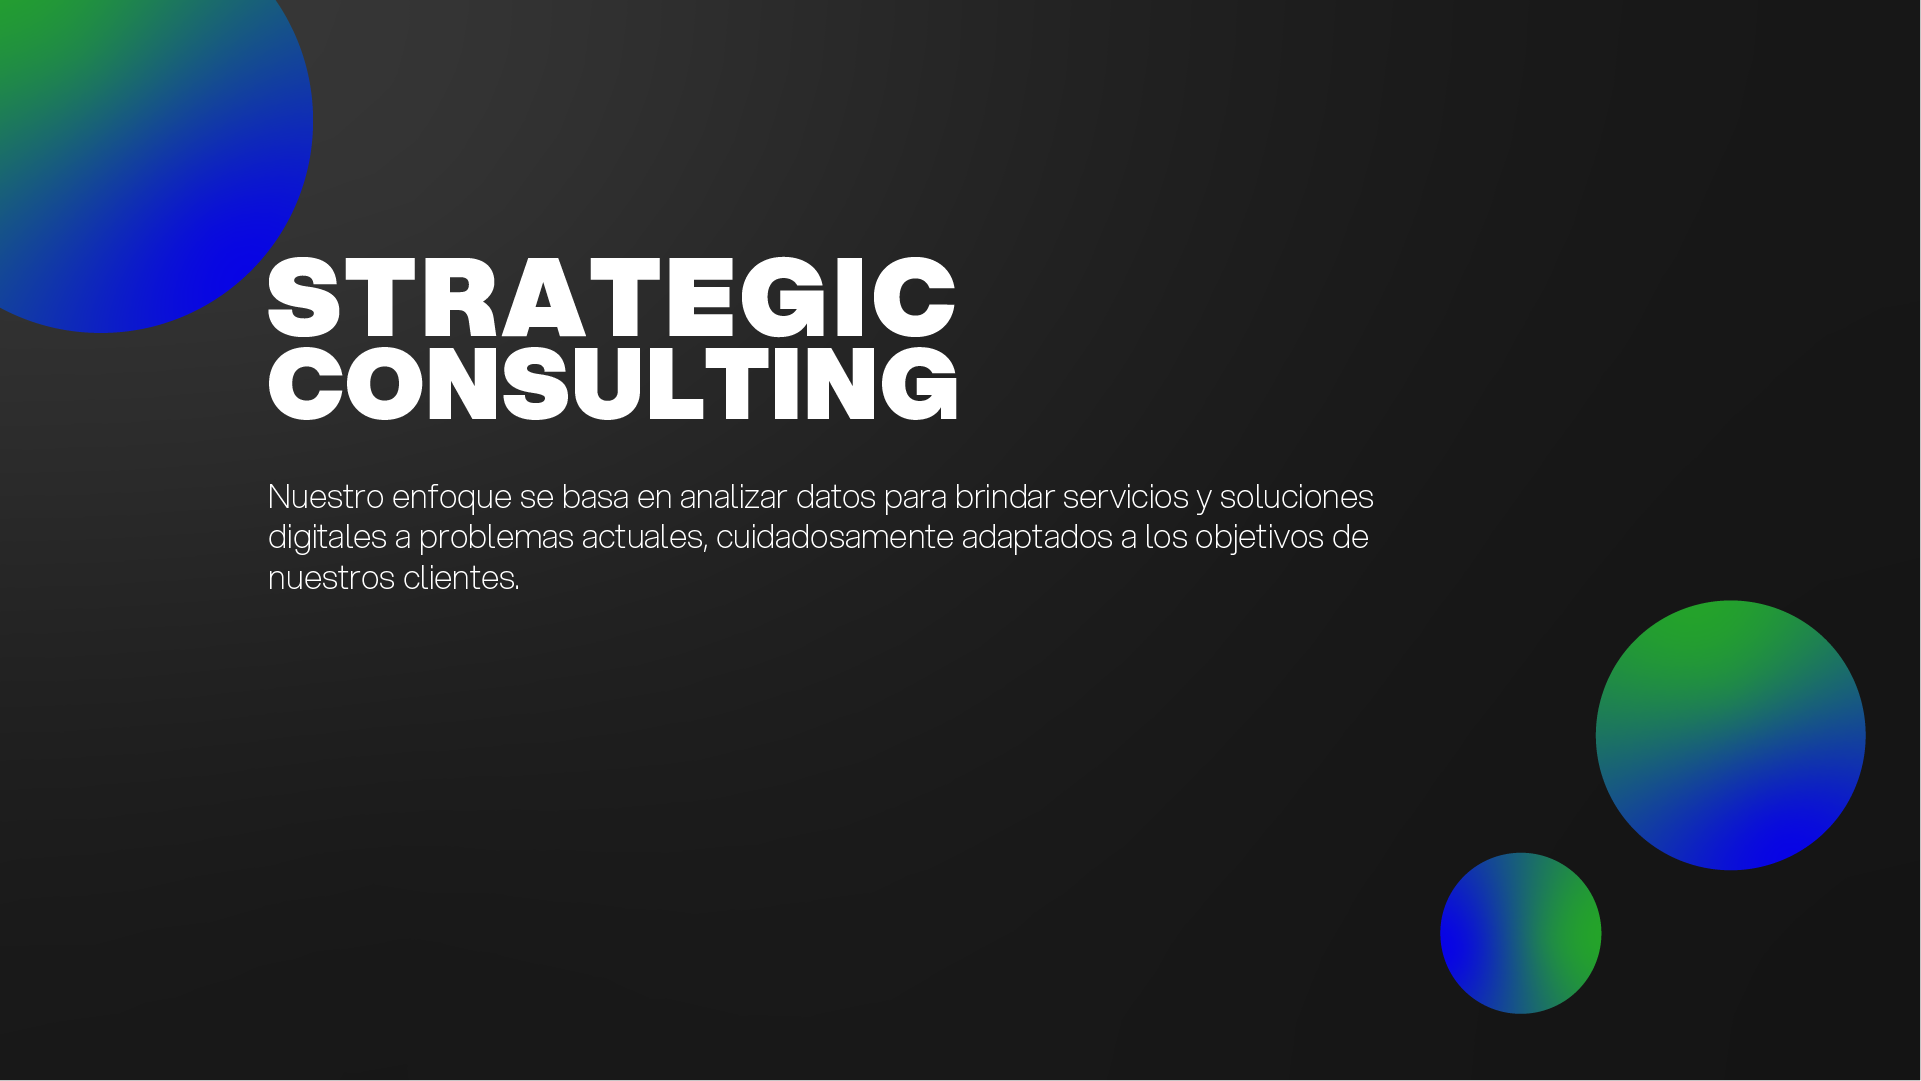 STRATEGIC
CONSULTING
Nuestro enfoque se basa en analizar datos para brindar servicios y soluciones
digitales a problemas actuales, cuidadosamente adaptados a los objetivos de
nuestros clientes.